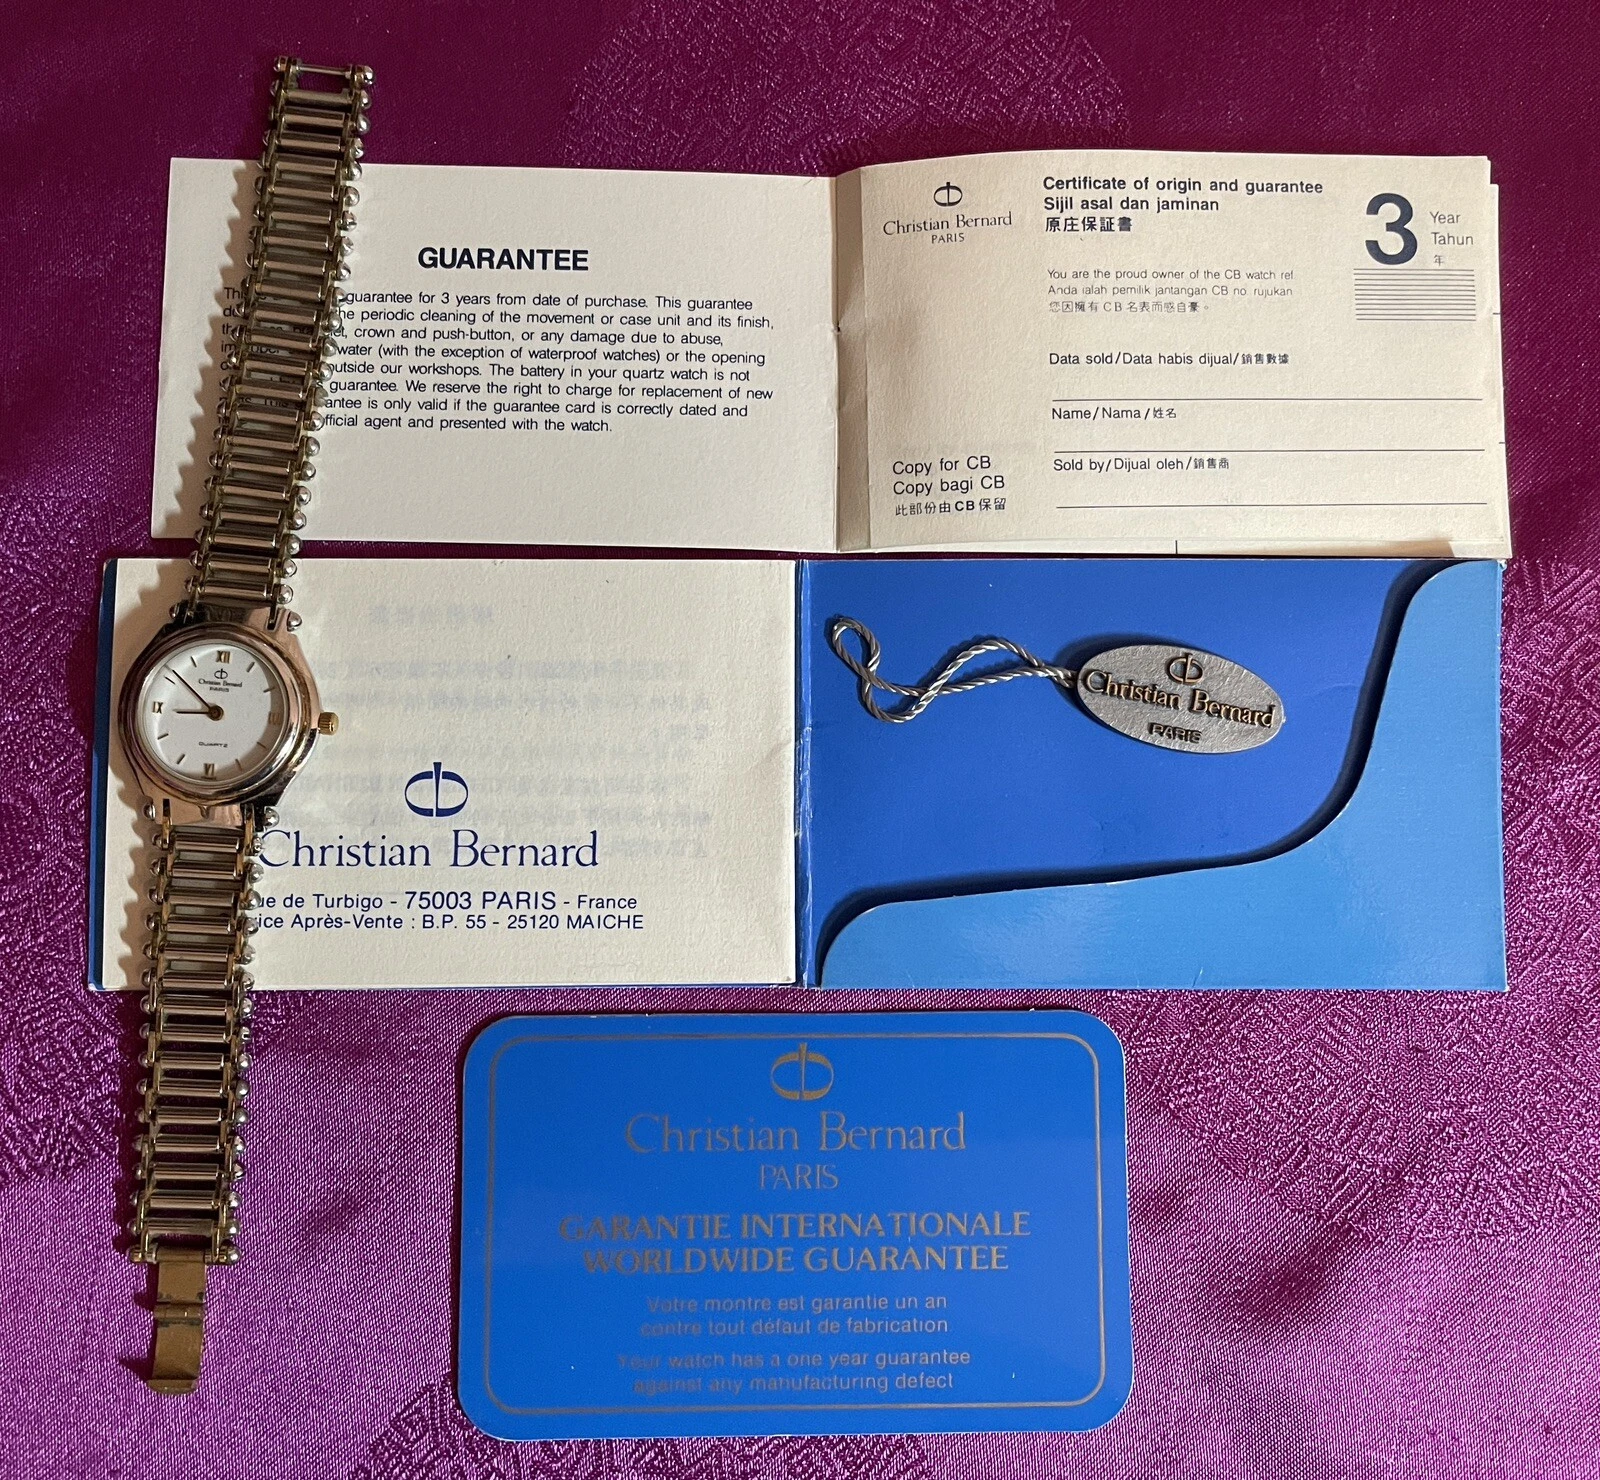 GUARANTEE
guarantee for 3 years from date of purchase. This guarantee
the periodic cleaning of the movement or case unit and its finish,
crown and push-button, or any damage due to abuse,
water (with the exception of waterproof watches) or the opening
outside our workshops. The battery in your quartz watch is not
guarantee. We reserve the right to charge for replacement of new
is only valid if the guarantee card is correctly dated and
official agent and presented with the watch.
Christian Bernard
PARIS
Certificate of origin and guarantee
Sijil asal dan jaminan
原庄保証書
3
Year
Tahun
年
You are the proud owner of the CB watch ref.
Anda ialah pemilik jantangan CB no. rujukan
您因擁有 CB 名表而感自豪。
Data sold/Data habis dijual/銷售數據
Name/Nama/姓名
Sold by/Dijual oleh/銷售商
Copy for CB
Copy bagi CB
此部份由CB保留
XII
Christian Bernard
PARIS
IX
QUARTZ
VI
Christian Bernard
de Turbigo - 75003 PARIS - France
Après-Vente : B.P. 55 - 25120 MAICHE
Christian Bernard
PARIS
Christian Bernard
PARIS
GARANTIE INTERNATIONALE
WORLDWIDE GUARANTEE
Votre montre est garantie un an
contre tout défaut de fabrication
Your watch has a one year guarantee
against any manufacturing defect